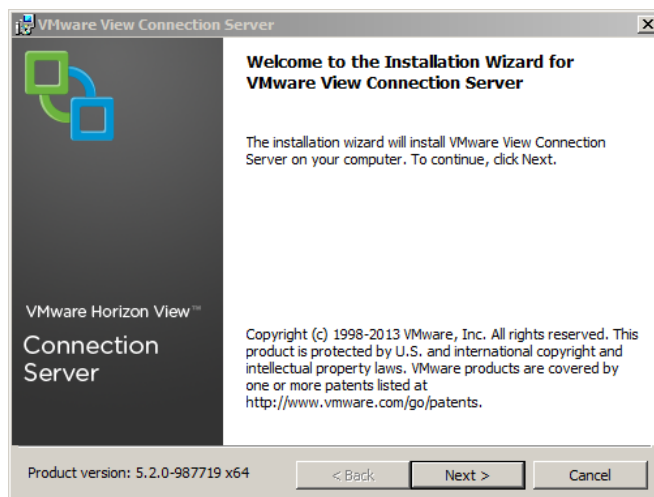 VMware View Connection Server
Welcome to the Installation Wizard for
VMware View Connection Server
The installation wizard will install VMware View Connection
Server on your computer. To continue, click Next.
VMware Horizon View™
Connection
Server
Copyright (c) 1998-2013 VMware, Inc. All rights reserved. This
product is protected by U.S. and international copyright and
intellectual property laws. VMware products are covered by
one or more patents listed at
http://www.vmware.com/go/patents.
Product version: 5.2.0-987719 x64
< Back
Next >
Cancel